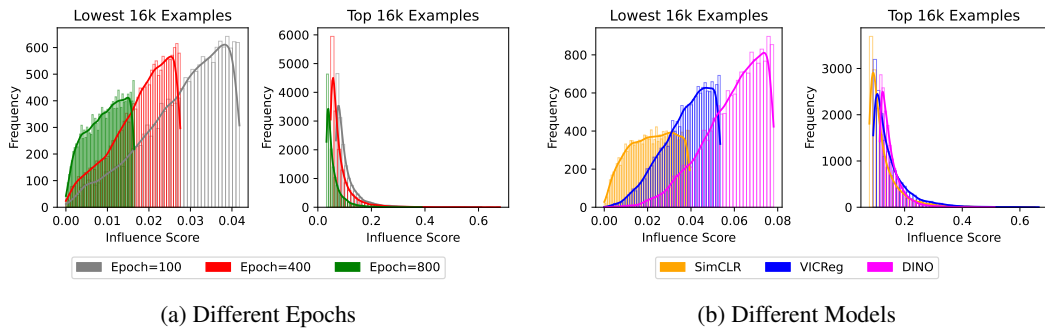 Lowest 16k Examples
Top 16k Examples
Lowest 16k Examples
Top 16k Examples
Frequency
600
500
400
300
200
100
0
0.00 0.01 0.02 0.03 0.04
Influence Score
Frequency
6000
5000
4000
3000
2000
1000
0
0.0 0.2 0.4 0.6
Influence Score
Frequency
800
600
400
200
0
0.00 0.02 0.04 0.06 0.08
Influence Score
Frequency
3000
2000
1000
0
0.2 0.4 0.6
Influence Score
Epoch=100 Epoch=400 Epoch=800
SimCLR VICReg DINO
(a) Different Epochs
(b) Different Models